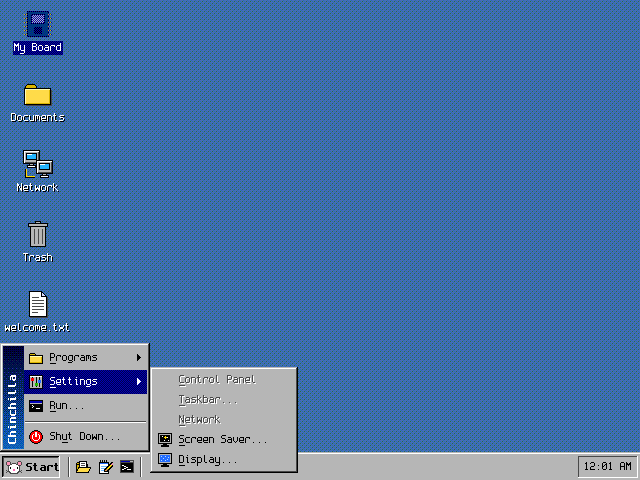 My Board
Documents
Network
Trash
welcome.txt
Chinchilla
Programs
Settings
Run...
Shut Down...
Control Panel
Taskbar...
Network
Screen Saver...
Display...
Start
12:01 AM